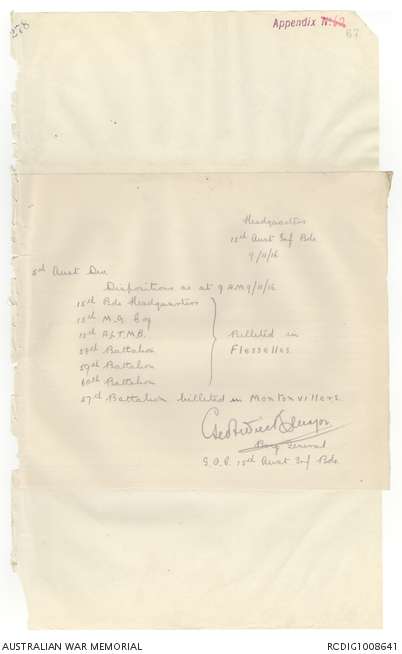 278
Appendix N: 62
67
Headquarters
15th Aust Inf Bde
9/11/16
5th Aust Div
Dispositions as at 9 AM 9/11/16
15th Bde Headquarters
15th M.G. Coy
15th A.L.T.M.B.
58th Battalion
59th Battalion
60th Battalion
Billeted in
Flesselles
57th Battalion billeted in Montonvillers
Brig General
G.O.C. 15th Aust Inf Bde
AUSTRALIAN WAR MEMORIAL
RCDIG1008641